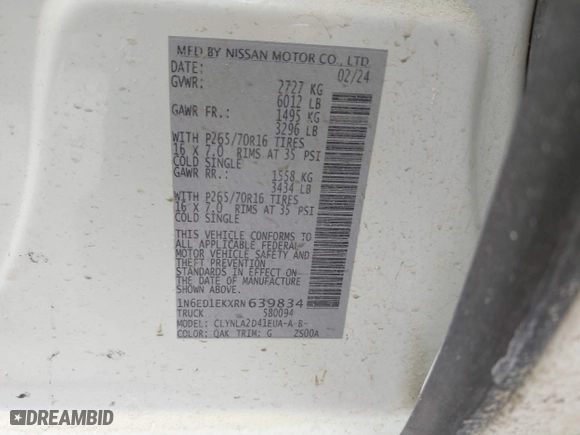 MFD BY NISSAN MOTOR CO., LTD.
DATE: 02/24
GVWR: 2727 KG
6012 LB
GAWR FR.: 1495 KG
3296 LB
WITH P265/70R16 TIRES
16 X 7.0 RIMS AT 35 PSI
COLD SINGLE
GAWR RR.: 1558 KG
3434 LB
WITH P265/70R16 TIRES
16 X 7.0 RIMS AT 35 PSI
COLD SINGLE
THIS VEHICLE CONFORMS TO
ALL APPLICABLE FEDERAL
MOTOR VEHICLE SAFETY AND
THEFT PREVENTION
STANDARDS IN EFFECT ON
THE DATE OF MANUFACTURE
SHOWN ABOVE.
1N6ED1EKXRN639834
TRUCK 580094
MODEL: CLYNLA2D41EUA-A-B-
COLOR: QAK TRIM: G ZS00A
DREAMBID